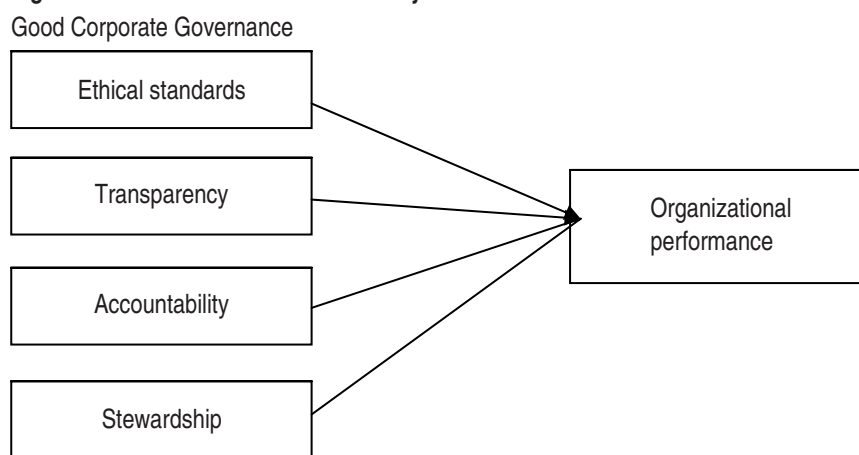 Good Corporate Governance
Ethical standards
Transparency
Organizational
performance
Accountability
Stewardship